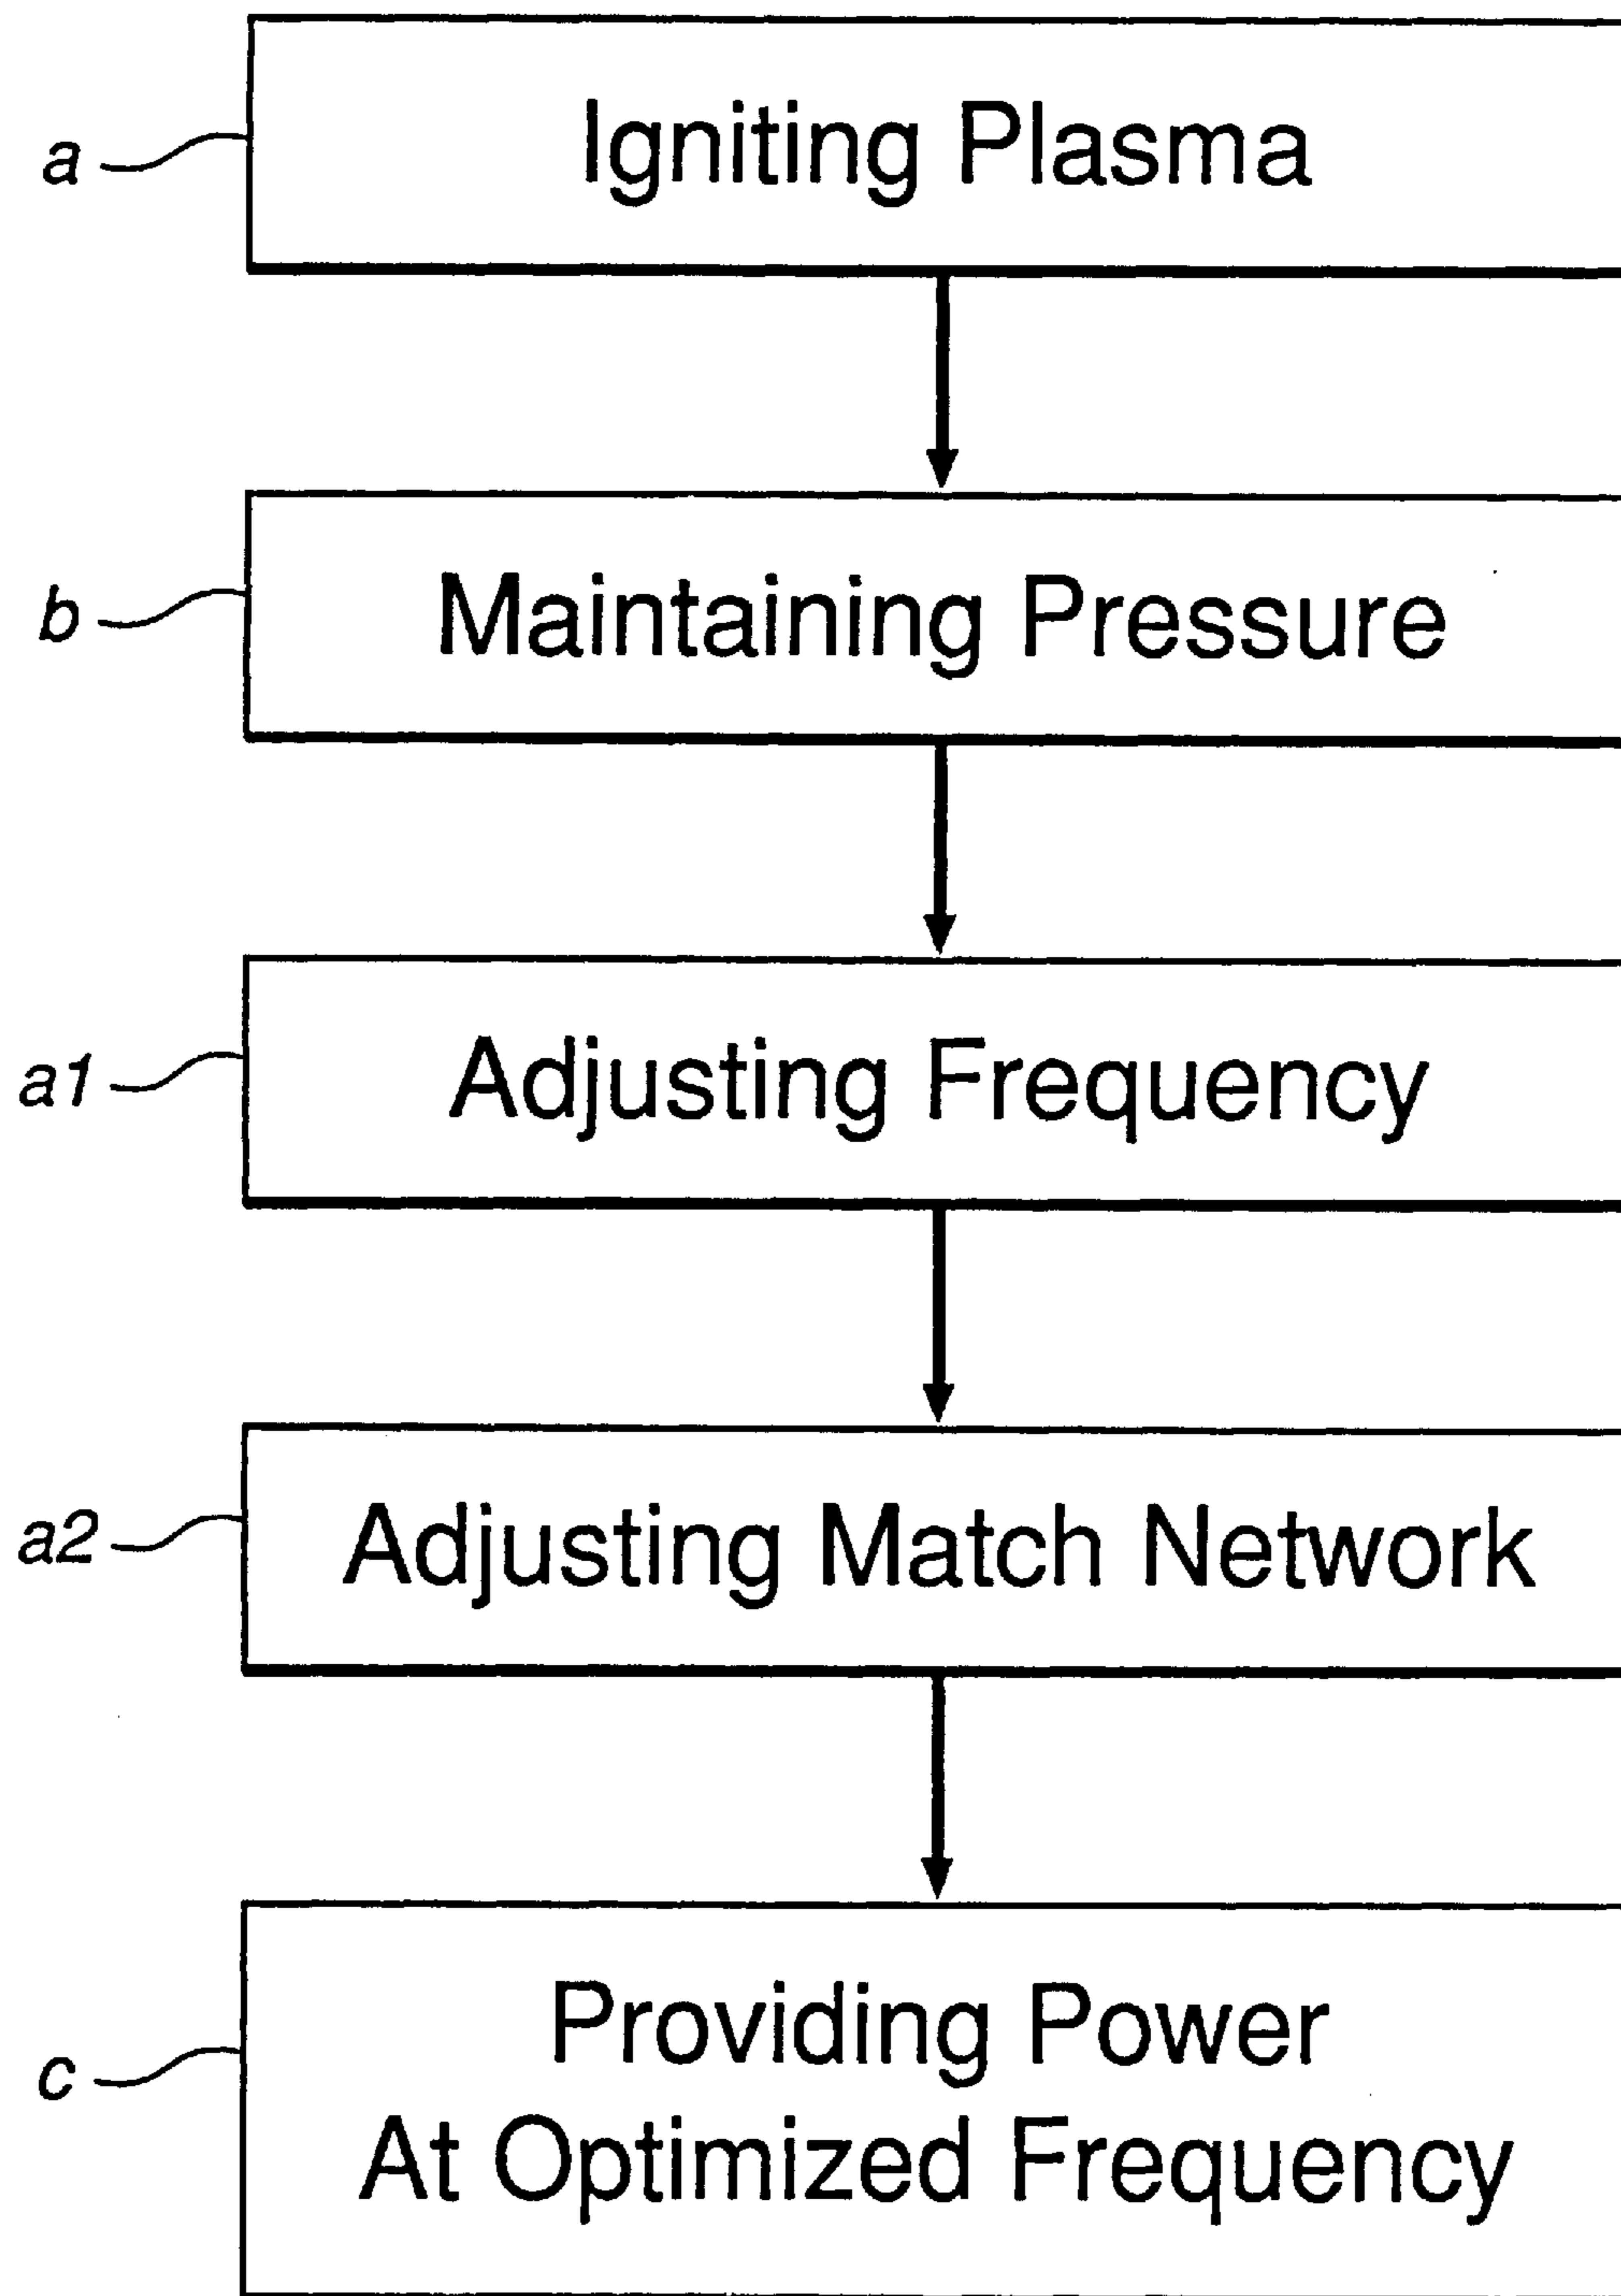 a
Igniting Plasma
b
Maintaining Pressure
a1
Adjusting Frequency
a2
Adjusting Match Network
c
Providing Power
At Optimized Frequency